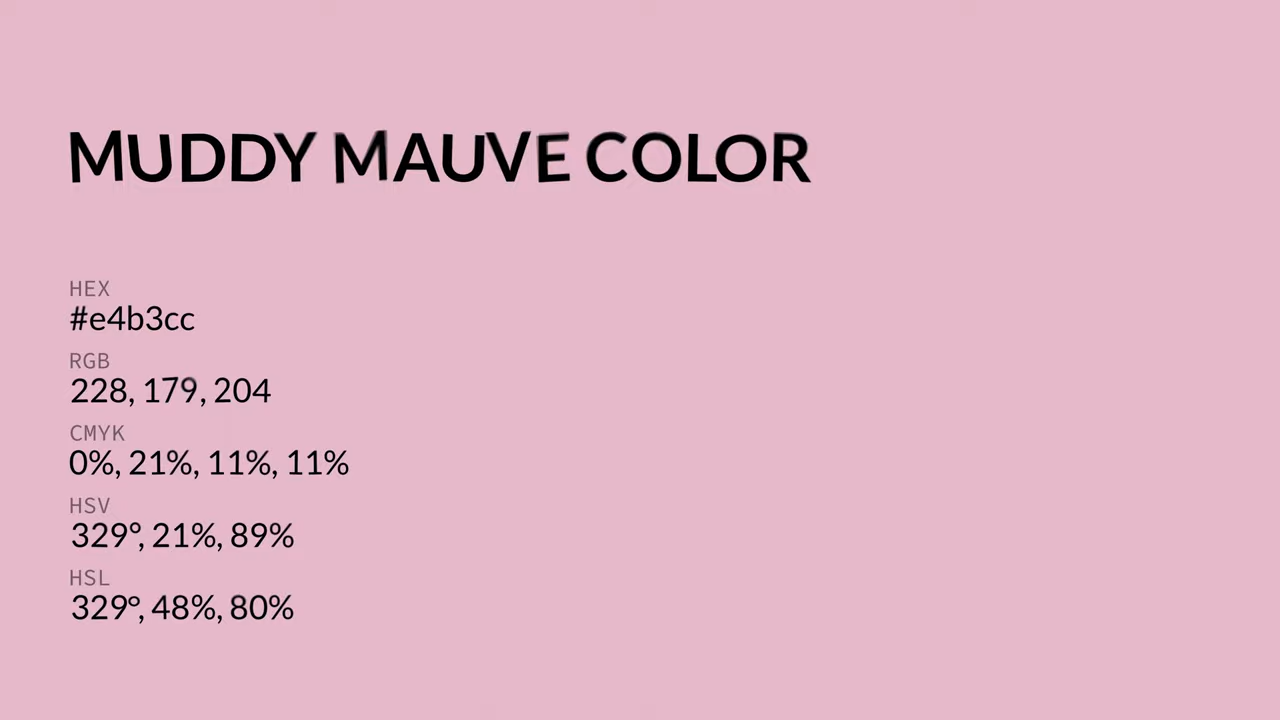 MUDDY MAUVE COLOR
HEX
#e4b3cc
RGB
228, 179, 204
CMYK
0%, 21%, 11%, 11%
HSV
329°, 21%, 89%
HSL
329°, 48%, 80%